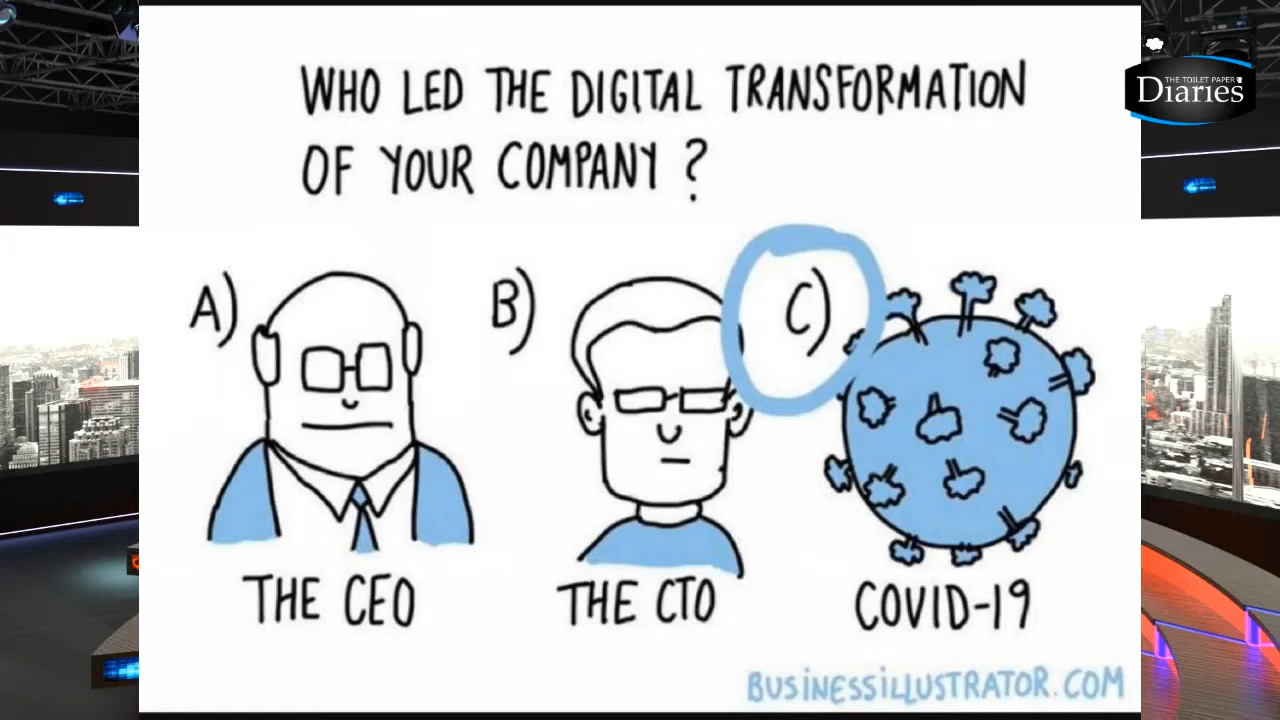 WHO LED THE DIGITAL TRANSFORMATION
OF YOUR COMPANY ?
A)
B)
C)
THE CEO
THE CTO
COVID-19
BUSINESSILLUSTRATOR.COM
THE TOILET PAPER
Diaries